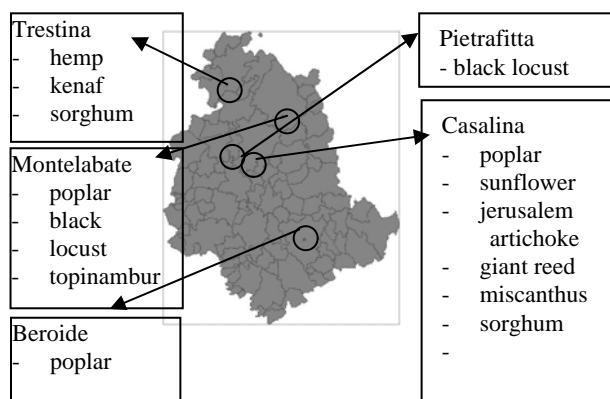 Trestina
- hemp
- kenaf
- sorghum
Montelabate
- poplar
- black
- locust
- topinambur
Beroide
- poplar
Pietrafitta
- black locust
Casalina
- poplar
- sunflower
- jerusalem
artichoke
- giant reed
- miscanthus
- sorghum
-